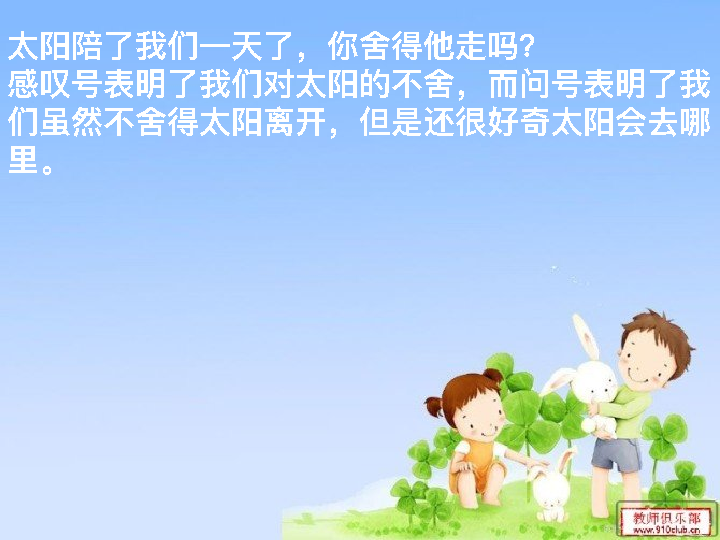 太阳陪了我们一天了，你舍得他走吗？
感叹号表明了我们对太阳的不舍，而问号表明了我
们虽然不舍得太阳离开，但是还很好奇太阳会去哪
里。
教师俱乐部
www.910club.cn